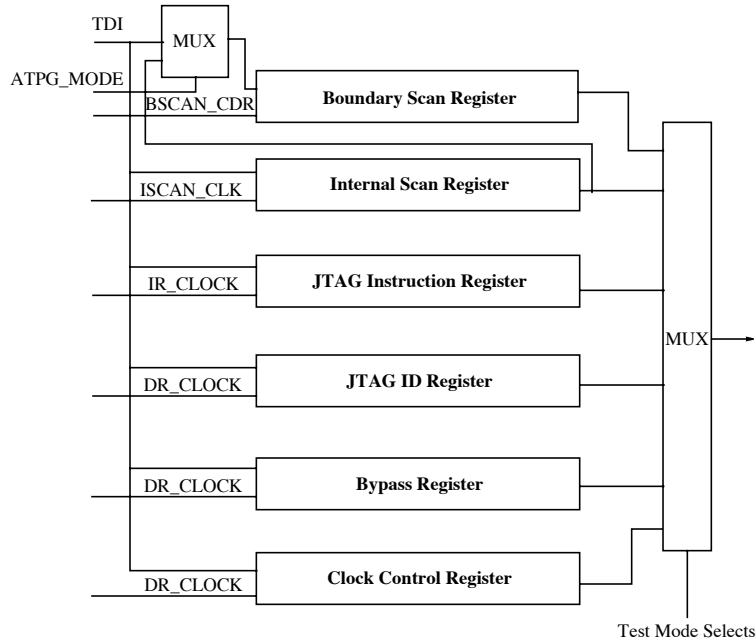 TDI
MUX
ATPG_MODE
BSCAN_CDR
Boundary Scan Register
ISCAN_CLK
Internal Scan Register
IR_CLOCK
JTAG Instruction Register
MUX
DR_CLOCK
JTAG ID Register
DR_CLOCK
Bypass Register
DR_CLOCK
Clock Control Register
Test Mode Selects